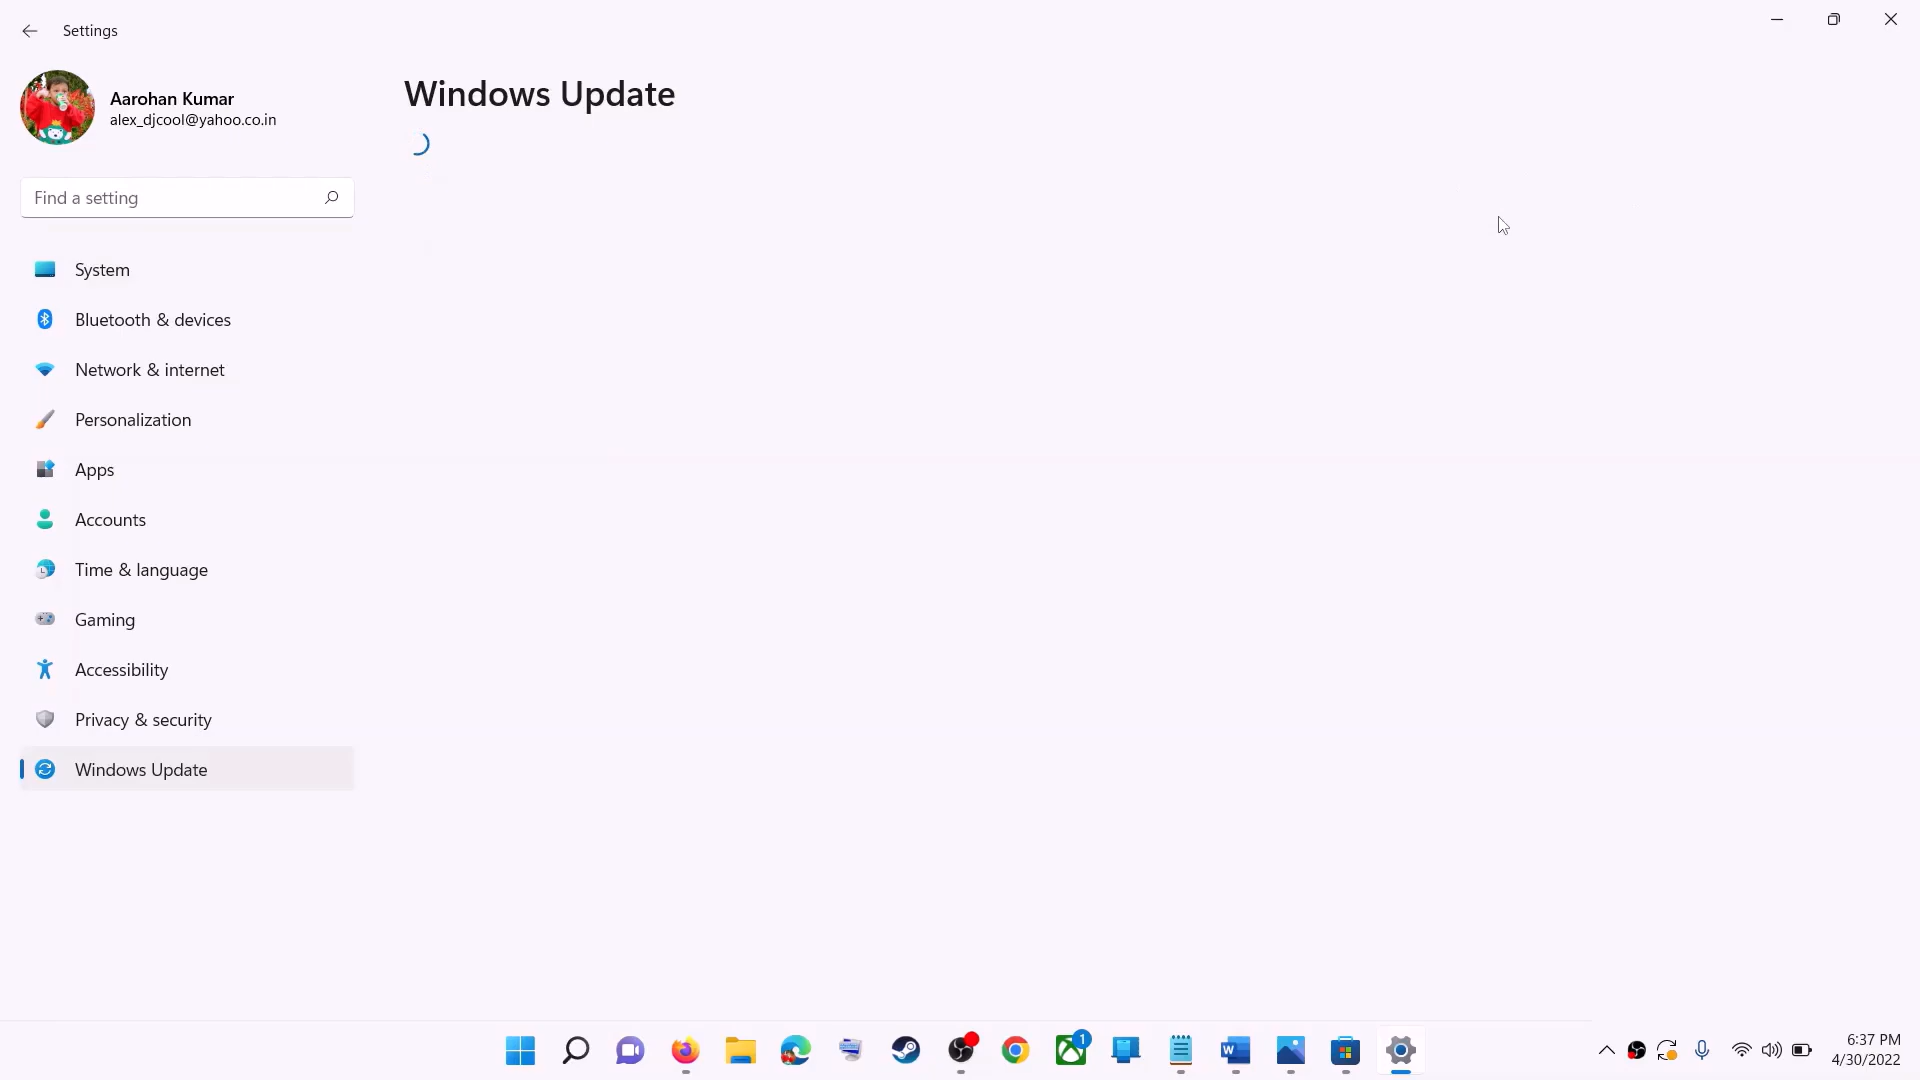 Settings
Aarohan Kumar
alex_djcool@yahoo.co.in
Windows Update
Find a setting
System
Bluetooth & devices
Network & internet
Personalization
Apps
Accounts
Time & language
Gaming
Accessibility
Privacy & security
Windows Update
1
6:37 PM
4/30/2022